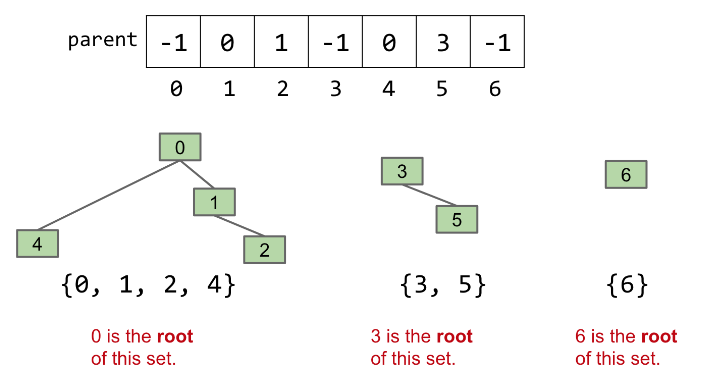 parent -1 0 1 -1 0 3 -1
0 1 2 3 4 5 6
0
3
6
1
5
4
2
{0, 1, 2, 4} {3, 5} {6}
0 is the root
of this set.
3 is the root
of this set.
6 is the root
of this set.